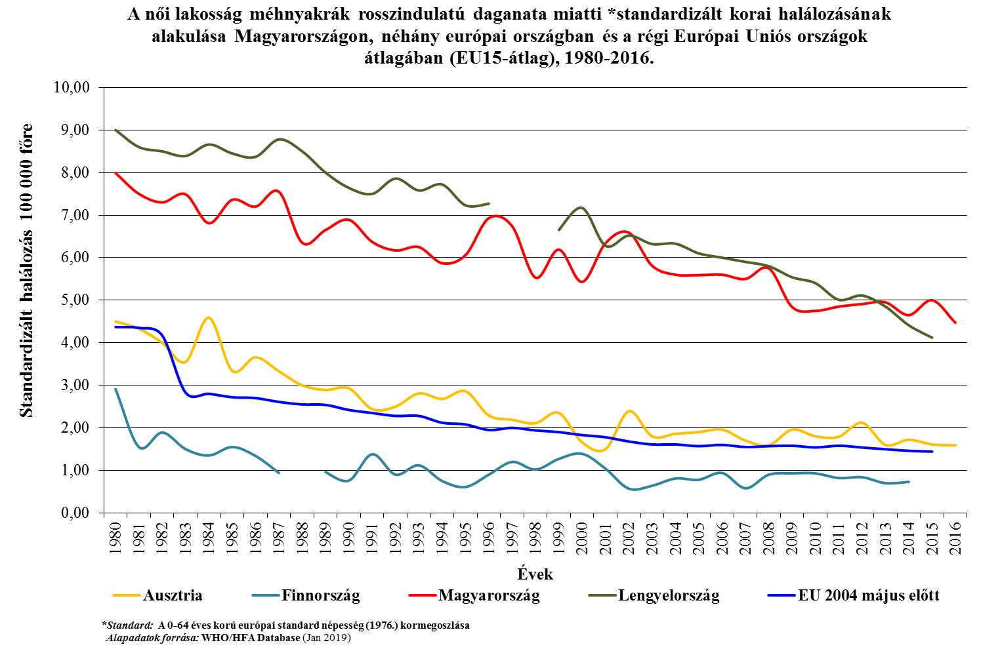 A női lakosság méhnyakrák rosszindulatú daganata miatti *standardizált korai halálozásának
alakulása Magyarországon, néhány európai országban és a régi Európai Uniós országok
átlagában (EU15-átlag), 1980-2016.
Standardizált halálozás 100 000 főre
10,00
9,00
8,00
7,00
6,00
5,00
4,00
3,00
2,00
1,00
0,00
1980 1981 1982 1983 1984 1985 1986 1987 1988 1989 1990 1991 1992 1993 1994 1995 1996 1997 1998 1999 2000 2001 2002 2003 2004 2005 2006 2007 2008 2009 2010 2011 2012 2013 2014 2015 2016
Évek
Ausztria Finnország Magyarország Lengyelország EU 2004 május előtt
*Standard: A 0-64 éves korú európai standard népesség (1976.) kormegoszlása
Alapadatok forrása: WHO/HFA Database (Jan 2019)